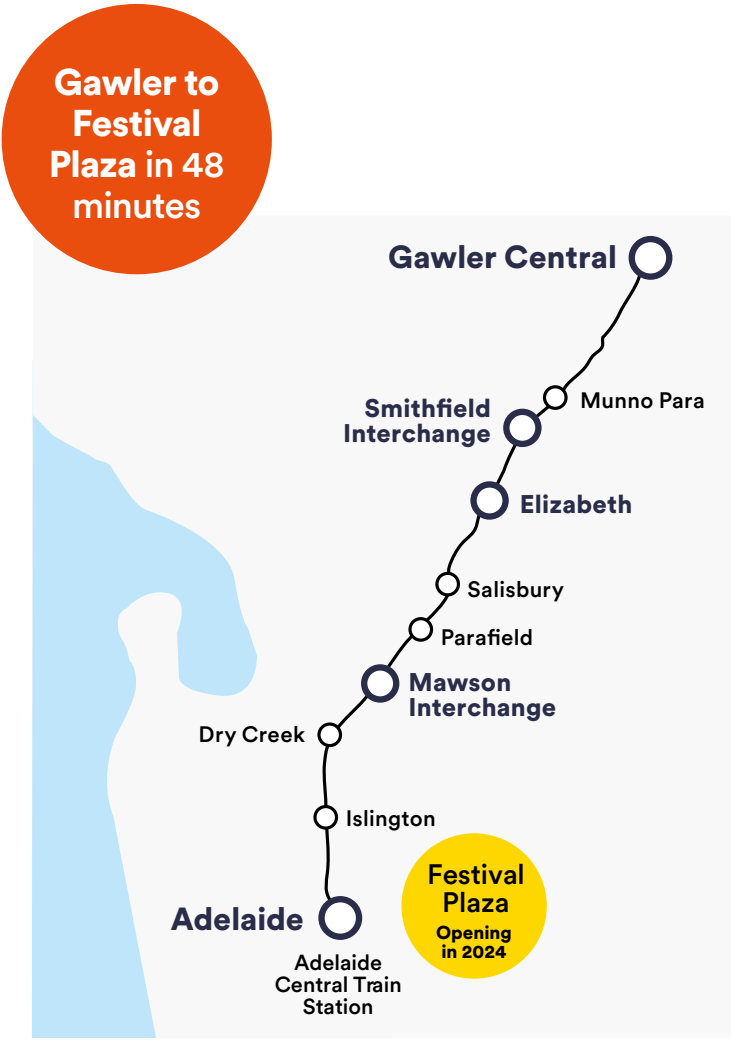 Gawler to
Festival
Plaza in 48
minutes
Gawler Central
Munno Para
Smithfield
Interchange
Elizabeth
Salisbury
Parafield
Mawson
Interchange
Dry Creek
Islington
Festival
Plaza
Opening
in 2024
Adelaide
Adelaide
Central Train
Station